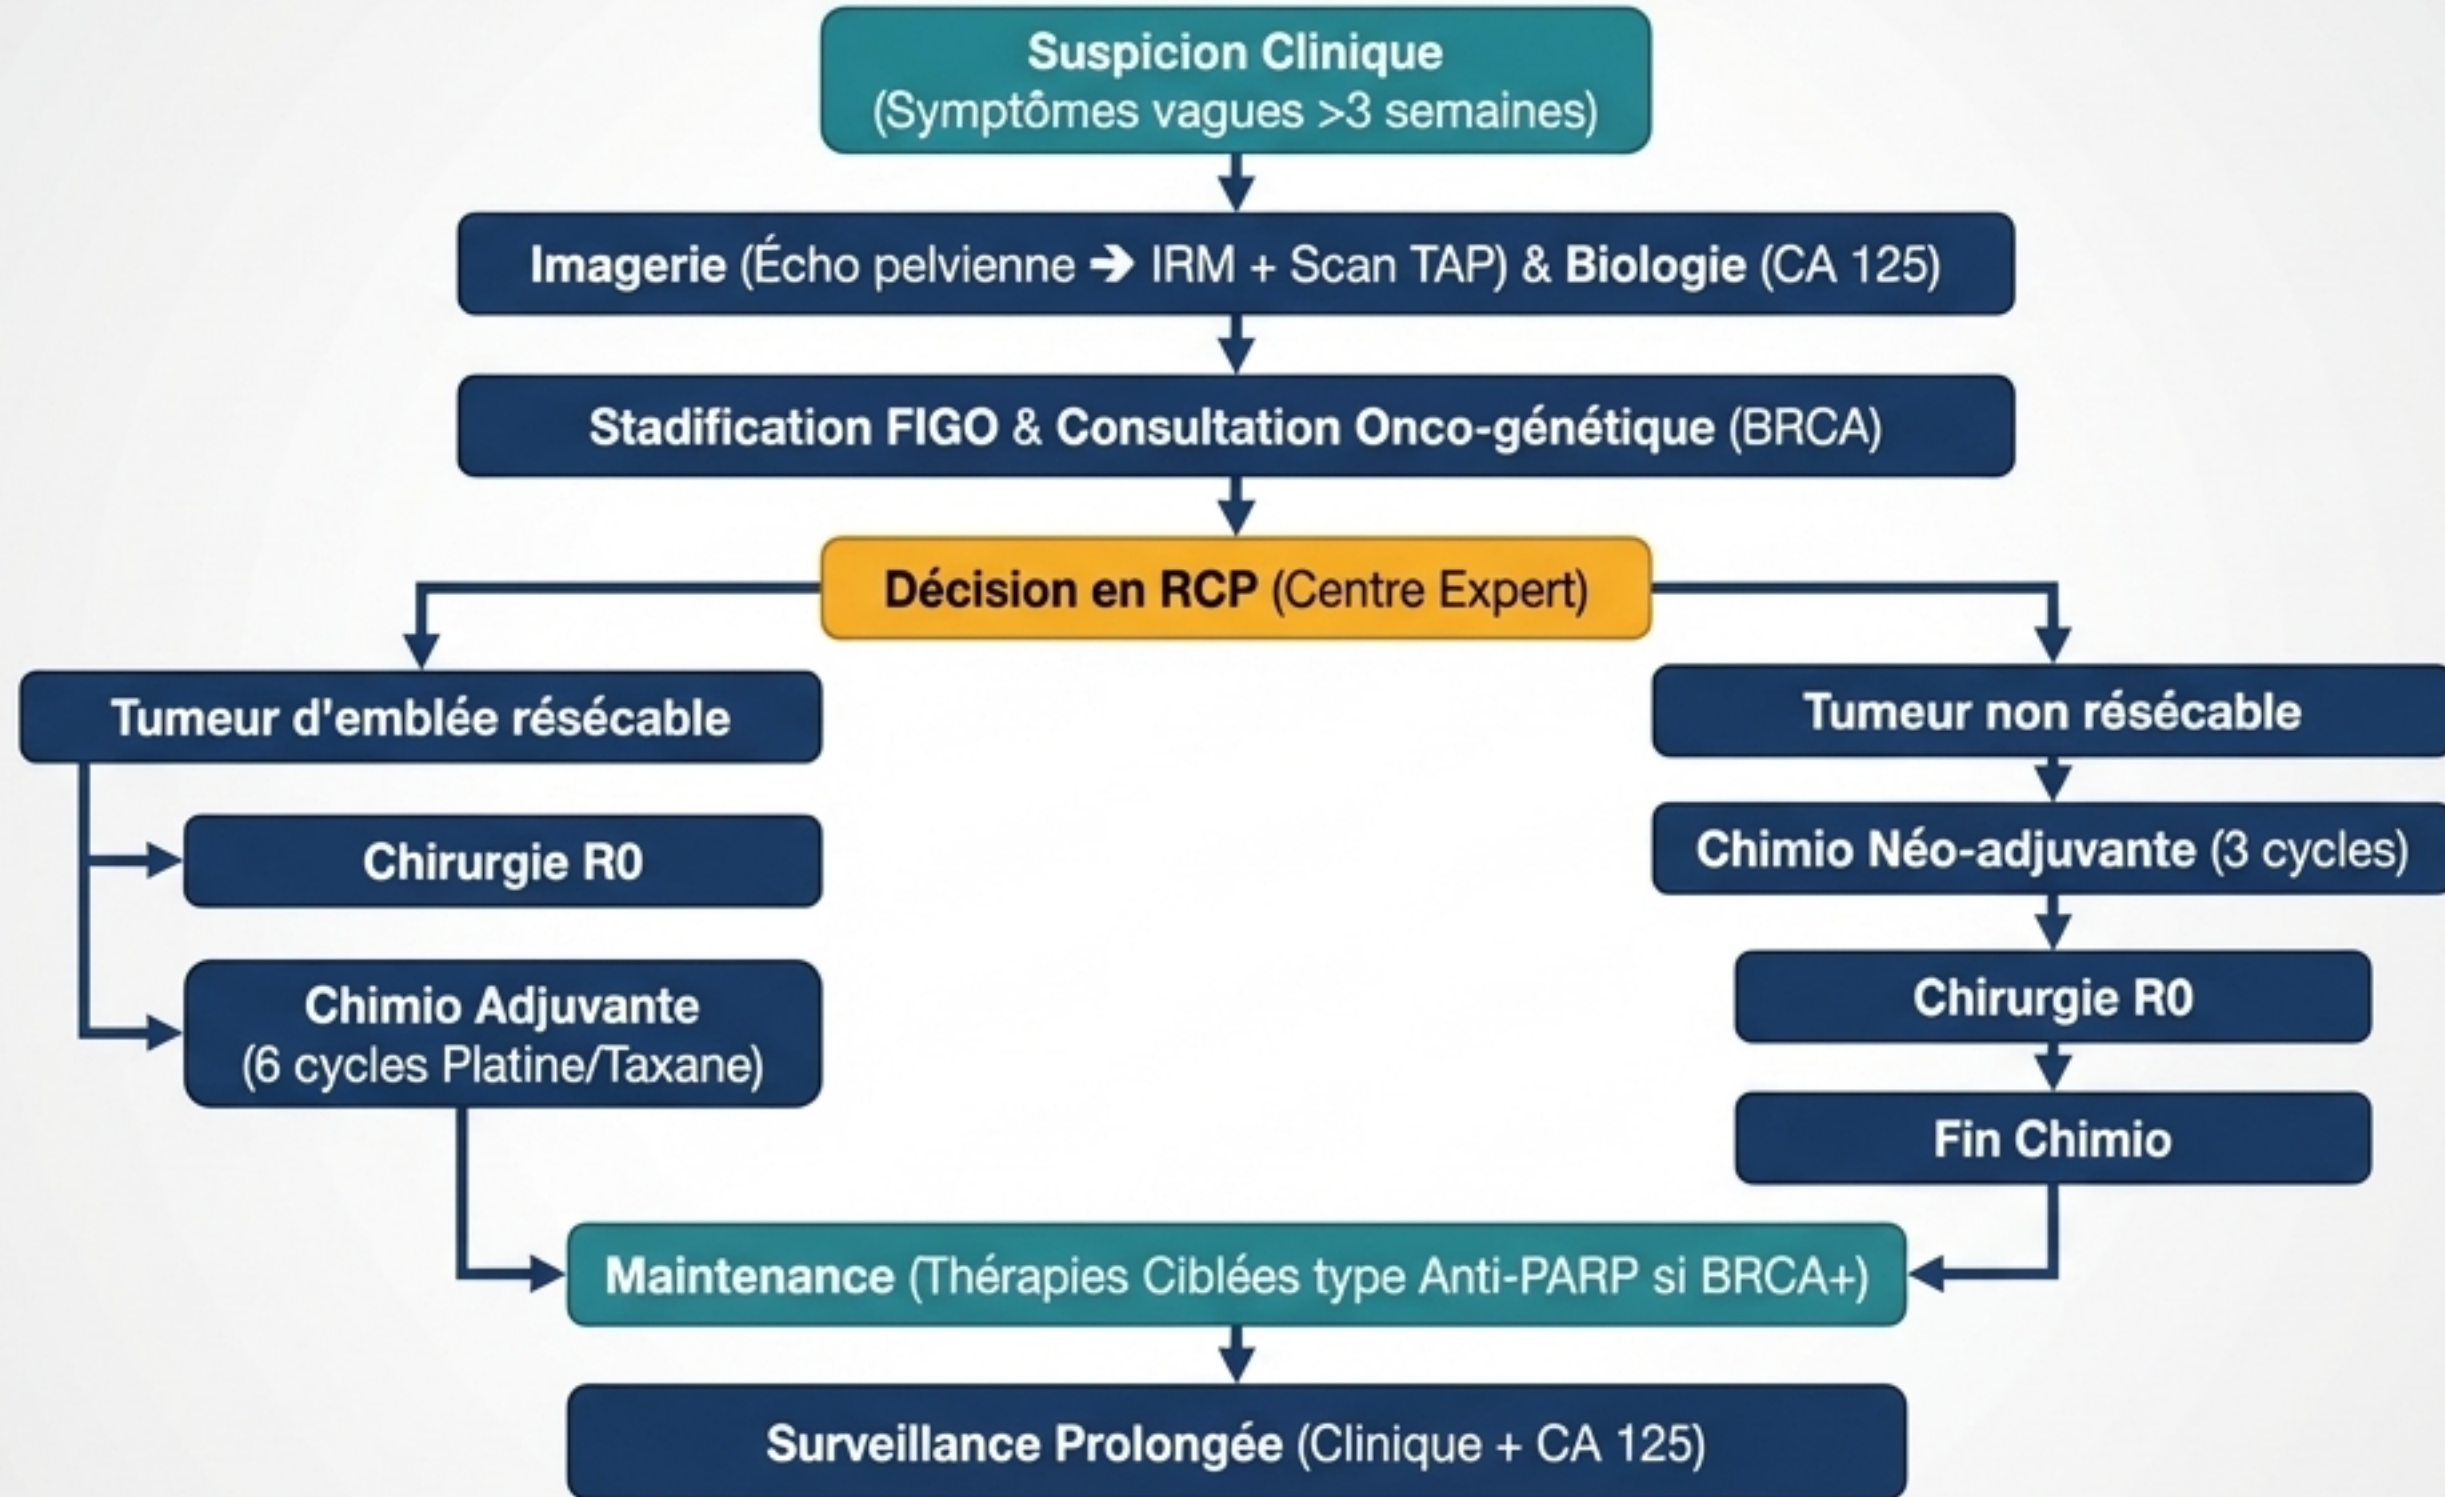 Suspicion Clinique
(Symptômes vagues >3 semaines)
Imagerie (Écho pelvienne ➔ IRM + Scan TAP) & Biologie (CA 125)
Stadification FIGO & Consultation Onco-génétique (BRCA)
Décision en RCP (Centre Expert)
Tumeur d'emblée résécable
Chirurgie R0
Chimio Adjuvante
(6 cycles Platine/Taxane)
Tumeur non résécable
Chimio Néo-adjuvante (3 cycles)
Chirurgie R0
Fin Chimio
Maintenance (Thérapies Ciblées type Anti-PARP si BRCA+)
Surveillance Prolongée (Clinique + CA 125)